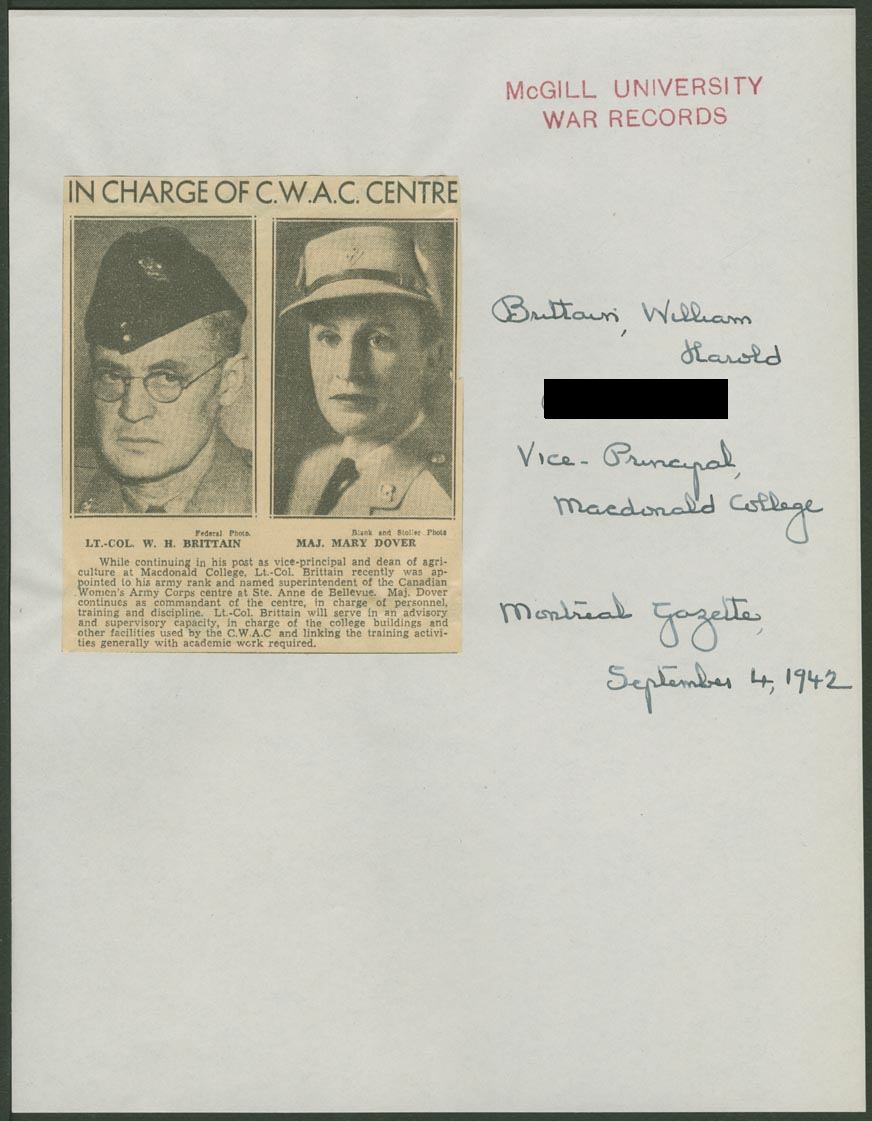 McGILL UNIVERSITY
WAR RECORDS
IN CHARGE OF C.W.A.C. CENTRE
Federal Photo.
LT.-COL. W. H. BRITTAIN
Blank and Stoller Photo
MAJ. MARY DOVER
While continuing in his post as vice-principal and dean of agri-
culture at Macdonald College, Lt.-Col. Brittain recently was ap-
pointed to his army rank and named superintendent of the Canadian
Women's Army Corps centre at Ste. Anne de Bellevue. Maj. Dover
continues as commandant of the centre, in charge of personnel,
training and discipline. Lt.-Col. Brittain will serve in an advisory
and supervisory capacity, in charge of the college buildings and
other facilities used by the C.W.A.C and linking the training activi-
ties generally with academic work required.
Brittain, William
Harold
Vice-Principal,
Macdonald College
Montreal Gazette,
September 4, 1942